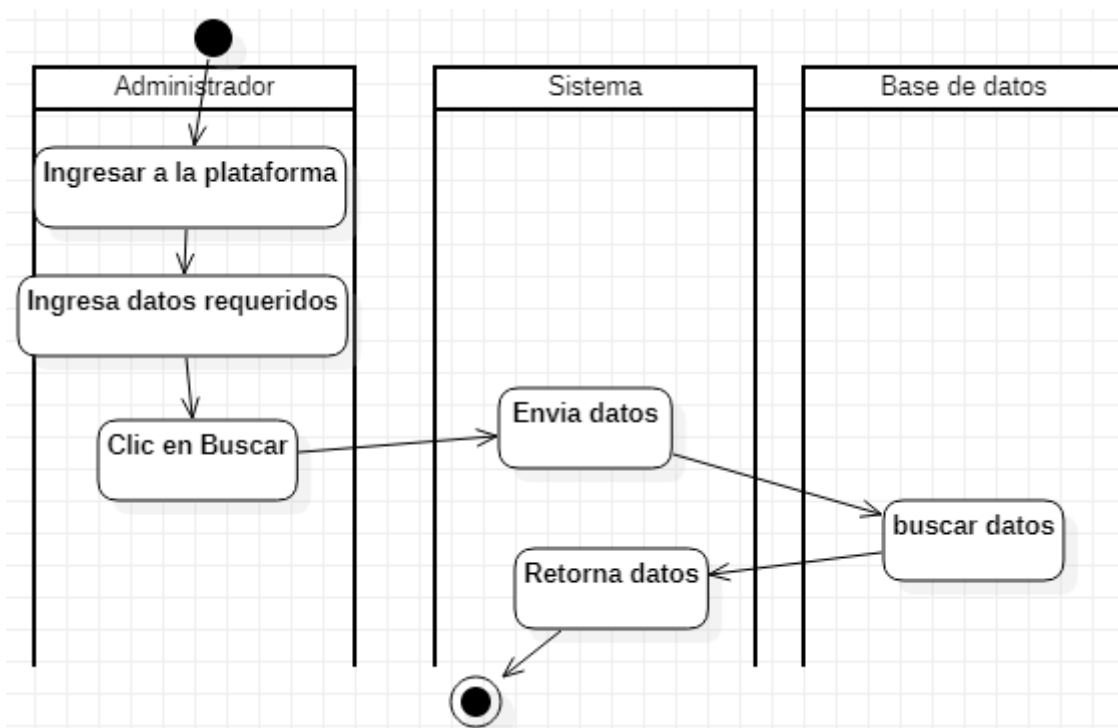 Administrador
Sistema
Base de datos
Ingresar a la plataforma
Ingresa datos requeridos
Clic en Buscar
Envia datos
buscar datos
Retorna datos